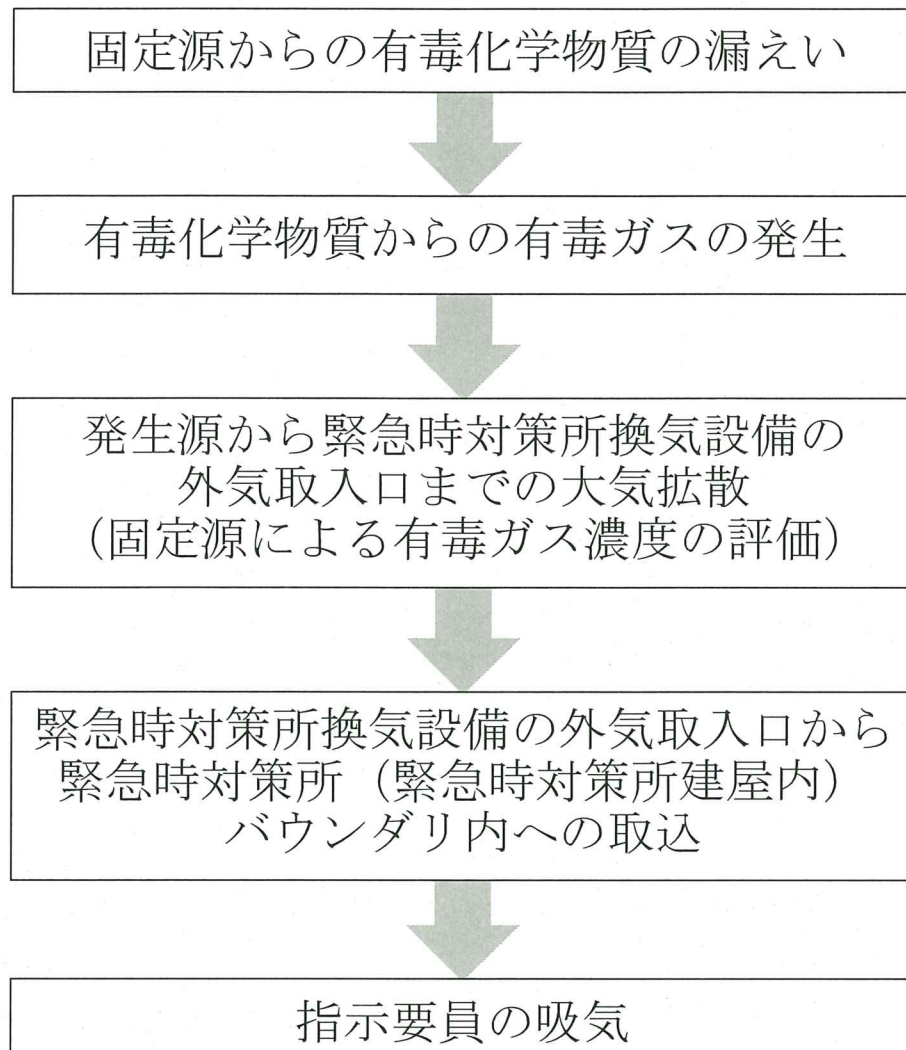 固定源からの有毒化学物質の漏えい
有毒化学物質からの有毒ガスの発生
発生源から緊急時対策所換気設備の
外気取入口までの大気拡散
（固定源による有毒ガス濃度の評価）
緊急時対策所換気設備の外気取入口から
緊急時対策所（緊急時対策所建屋内）
バウンダリ内への取込
指示要員の吸気